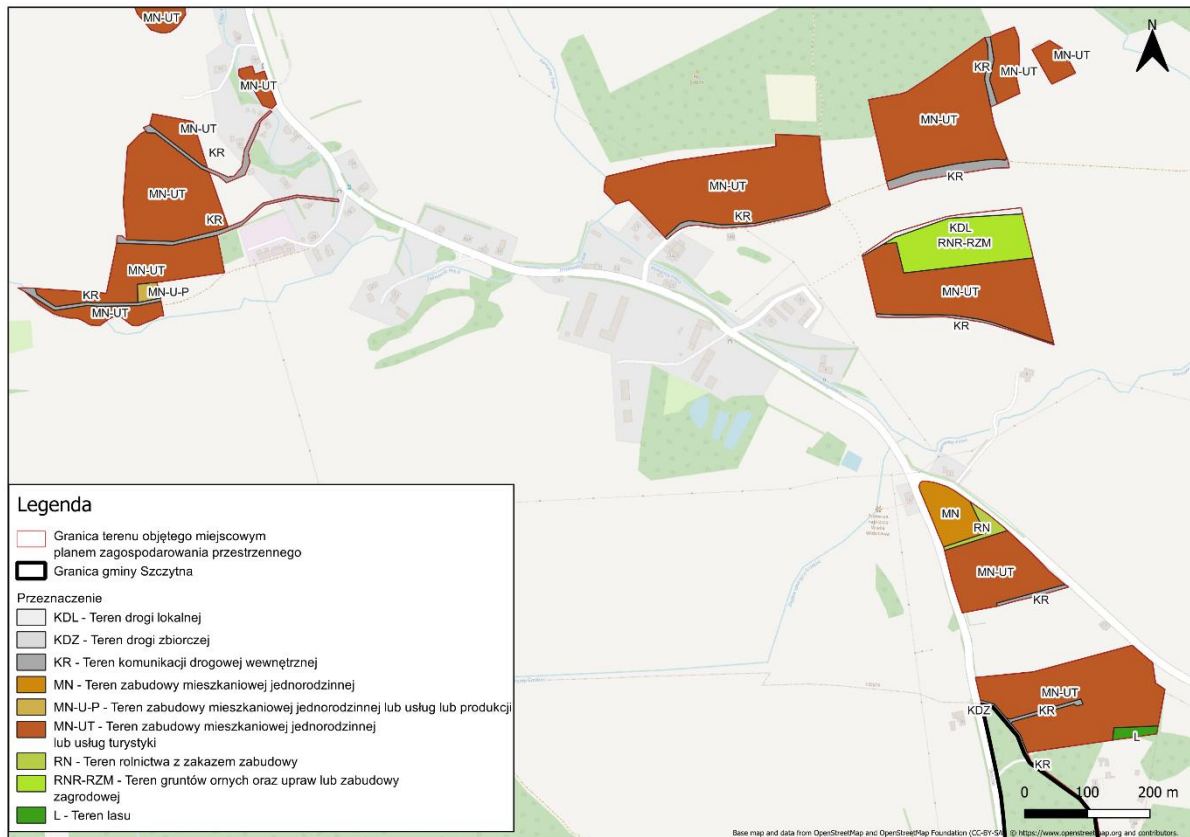 MN-UT
N
MN-UT
MN-UT
KR
MN-UT
KR
MN-UT
MN-UT
KR
MN-UT
MN-UT
KR
MN-UT
KR
KR
MN-UT
KDL
RNR-RZM
MN-UT
KR
MN-UT
KR
MN-U-P
MN-UT
MN
RN
MN-UT
KR
MN-UT
KR
KDZ
L
KR
Legenda
Granica terenu objętego miejscowym
planem zagospodarowania przestrzennego
Granica gminy Szczytna
Przeznaczenie
KDL - Teren drogi lokalnej
KDZ - Teren drogi zbiorczej
KR - Teren komunikacji drogowej wewnętrznej
MN - Teren zabudowy mieszkaniowej jednorodzinnej
MN-U-P - Teren zabudowy mieszkaniowej jednorodzinnej lub usług lub produkcji
MN-UT - Teren zabudowy mieszkaniowej jednorodzinnej
lub usług turystyki
RN - Teren rolnictwa z zakazem zabudowy
RNR-RZM - Teren gruntów ornych oraz upraw lub zabudowy
zagrodowej
L - Teren lasu
0 100 200 m
Base map and data from OpenStreetMap and OpenStreetMap Foundation (CC-BY-SA). © https://www.openstreetmap.org and contributors.